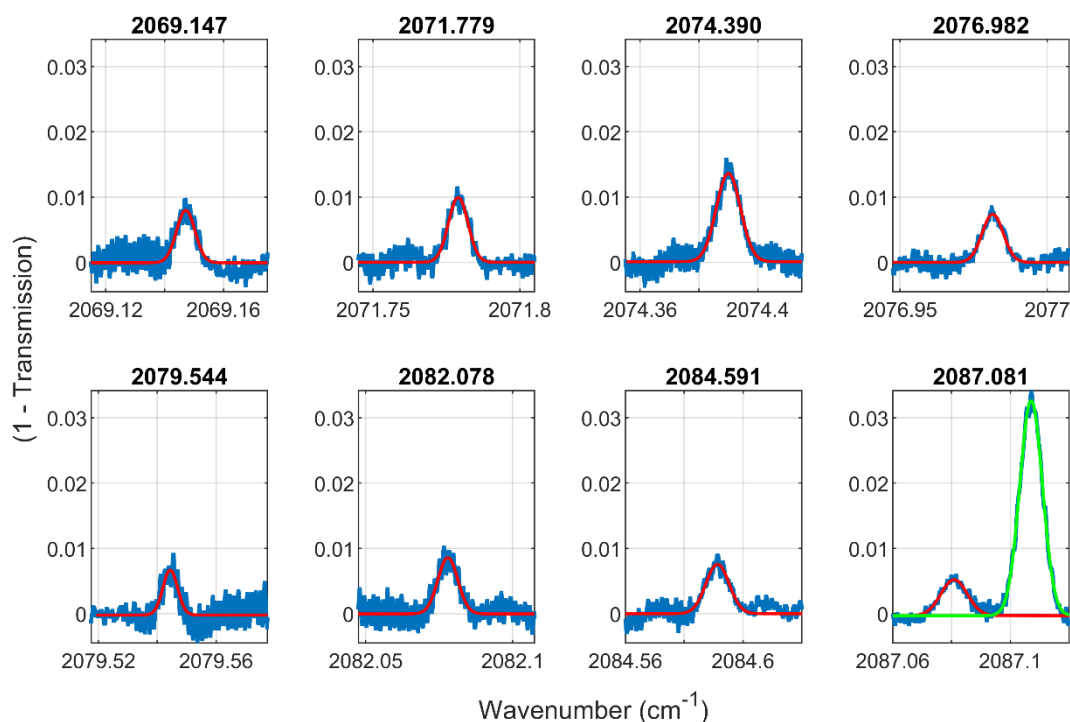 2069.147 2071.779 2074.390 2076.982
0.03 0.03 0.03 0.03
0.02 0.02 0.02 0.02
0.01 0.01 0.01 0.01
0 0 0 0
2069.12 2069.16 2071.75 2071.8 2074.36 2074.4 2076.95 2077
(1 - Transmission)
2079.544 2082.078 2084.591 2087.081
0.03 0.03 0.03 0.03
0.02 0.02 0.02 0.02
0.01 0.01 0.01 0.01
0 0 0 0
2079.52 2079.56 2082.05 2082.1 2084.56 2084.6 2087.06 2087.1
Wavenumber (cm⁻¹)